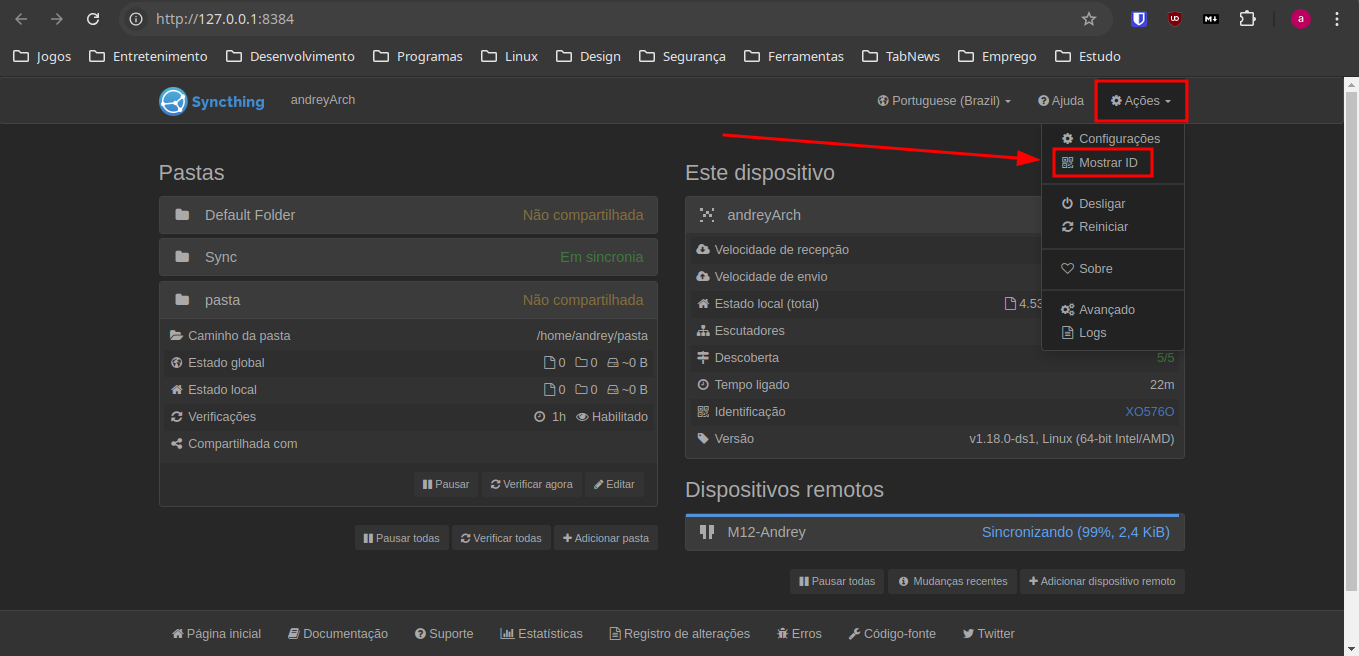 http://127.0.0.1:8384
a
Jogos Entretenimento Desenvolvimento Programas Linux Design Segurança Ferramentas TabNews Emprego Estudo
Syncthing andreyArch Portuguese (Brazil) Ajuda Ações
Configurações
Mostrar ID
Desligar
Reiniciar
Sobre
Avançado
Logs
Pastas
Default Folder Não compartilhada
Sync Em sincronia
pasta Não compartilhada
Caminho da pasta /home/andrey/pasta
Estado global 0 0 ~0 B
Estado local 0 0 ~0 B
Verificações 1h Habilitado
Compartilhada com
Pausar Verificar agora Editar
Pausar todas Verificar todas Adicionar pasta
Este dispositivo
andreyArch
Velocidade de recepção
Velocidade de envio
Estado local (total) 4.53
Escutadores
Descoberta 5/5
Tempo ligado 22m
Identificação XO576O
Versão v1.18.0-ds1, Linux (64-bit Intel/AMD)
Dispositivos remotos
M12-Andrey Sincronizando (99%, 2,4 KiB)
Pausar todas Mudanças recentes Adicionar dispositivo remoto
Página inicial Documentação Suporte Estatísticas Registro de alterações Erros Código-fonte Twitter